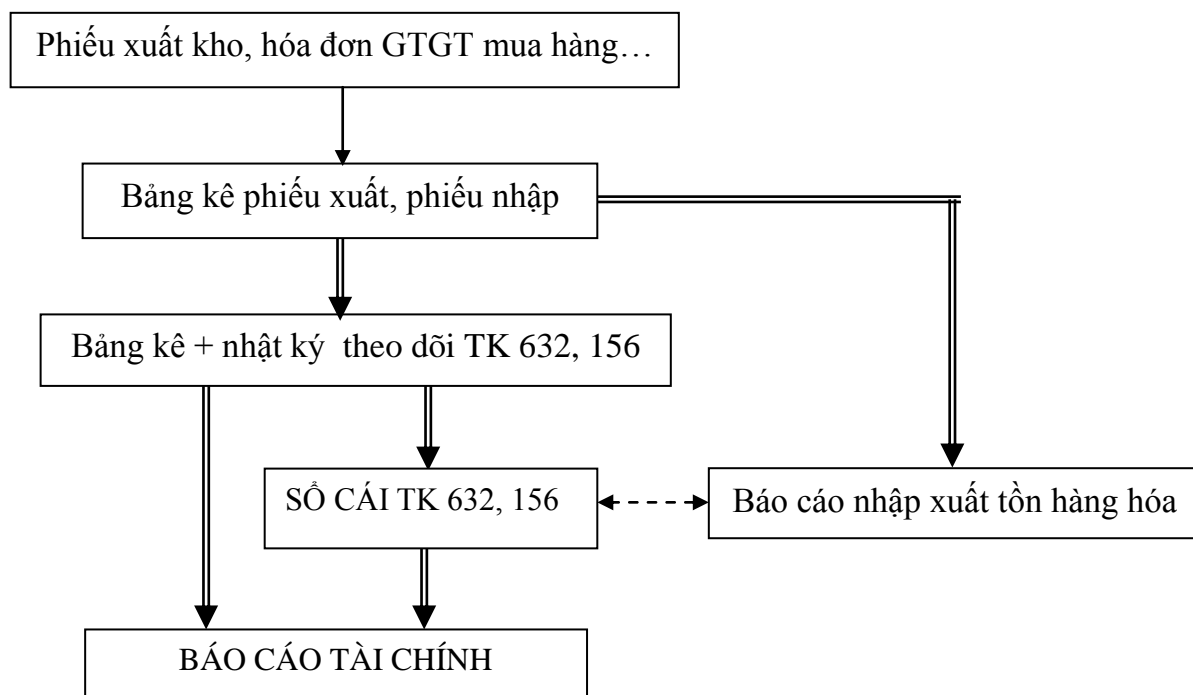 Phiếu xuất kho, hóa đơn GTGT mua hàng…
Bảng kê phiếu xuất, phiếu nhập
Bảng kê + nhật ký theo dõi TK 632, 156
SỔ CÁI TK 632, 156
Báo cáo nhập xuất tồn hàng hóa
BÁO CÁO TÀI CHÍNH